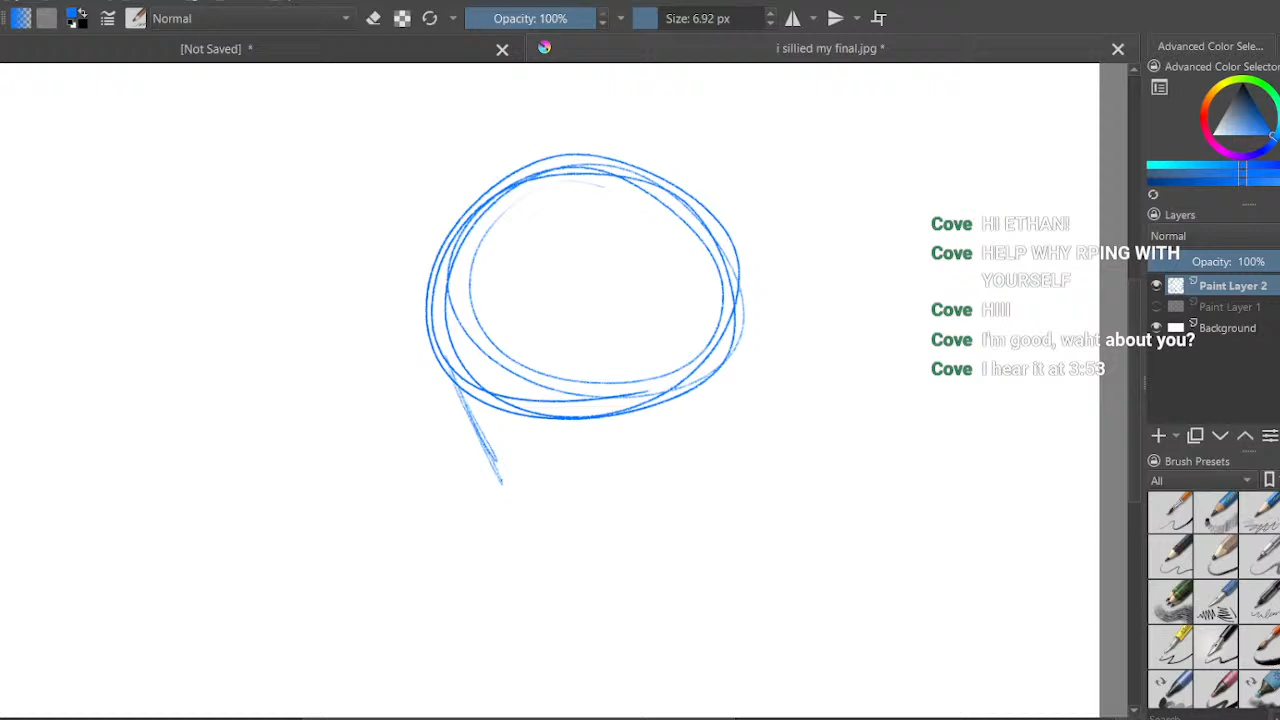 Normal
Opacity: 100%
Size: 6.92 px
[Not Saved] *
i sillied my final.jpg *
Advanced Color Sele...
Advanced Color Selector
Layers
Normal
Opacity: 100%
Paint Layer 2
Paint Layer 1
Background
Cove HI ETHAN!
Cove HELP WHY RPING WITH
YOURSELF
Cove HIIII
Cove I'm good, waht about you?
Cove I hear it at 3:53
Brush Presets
All